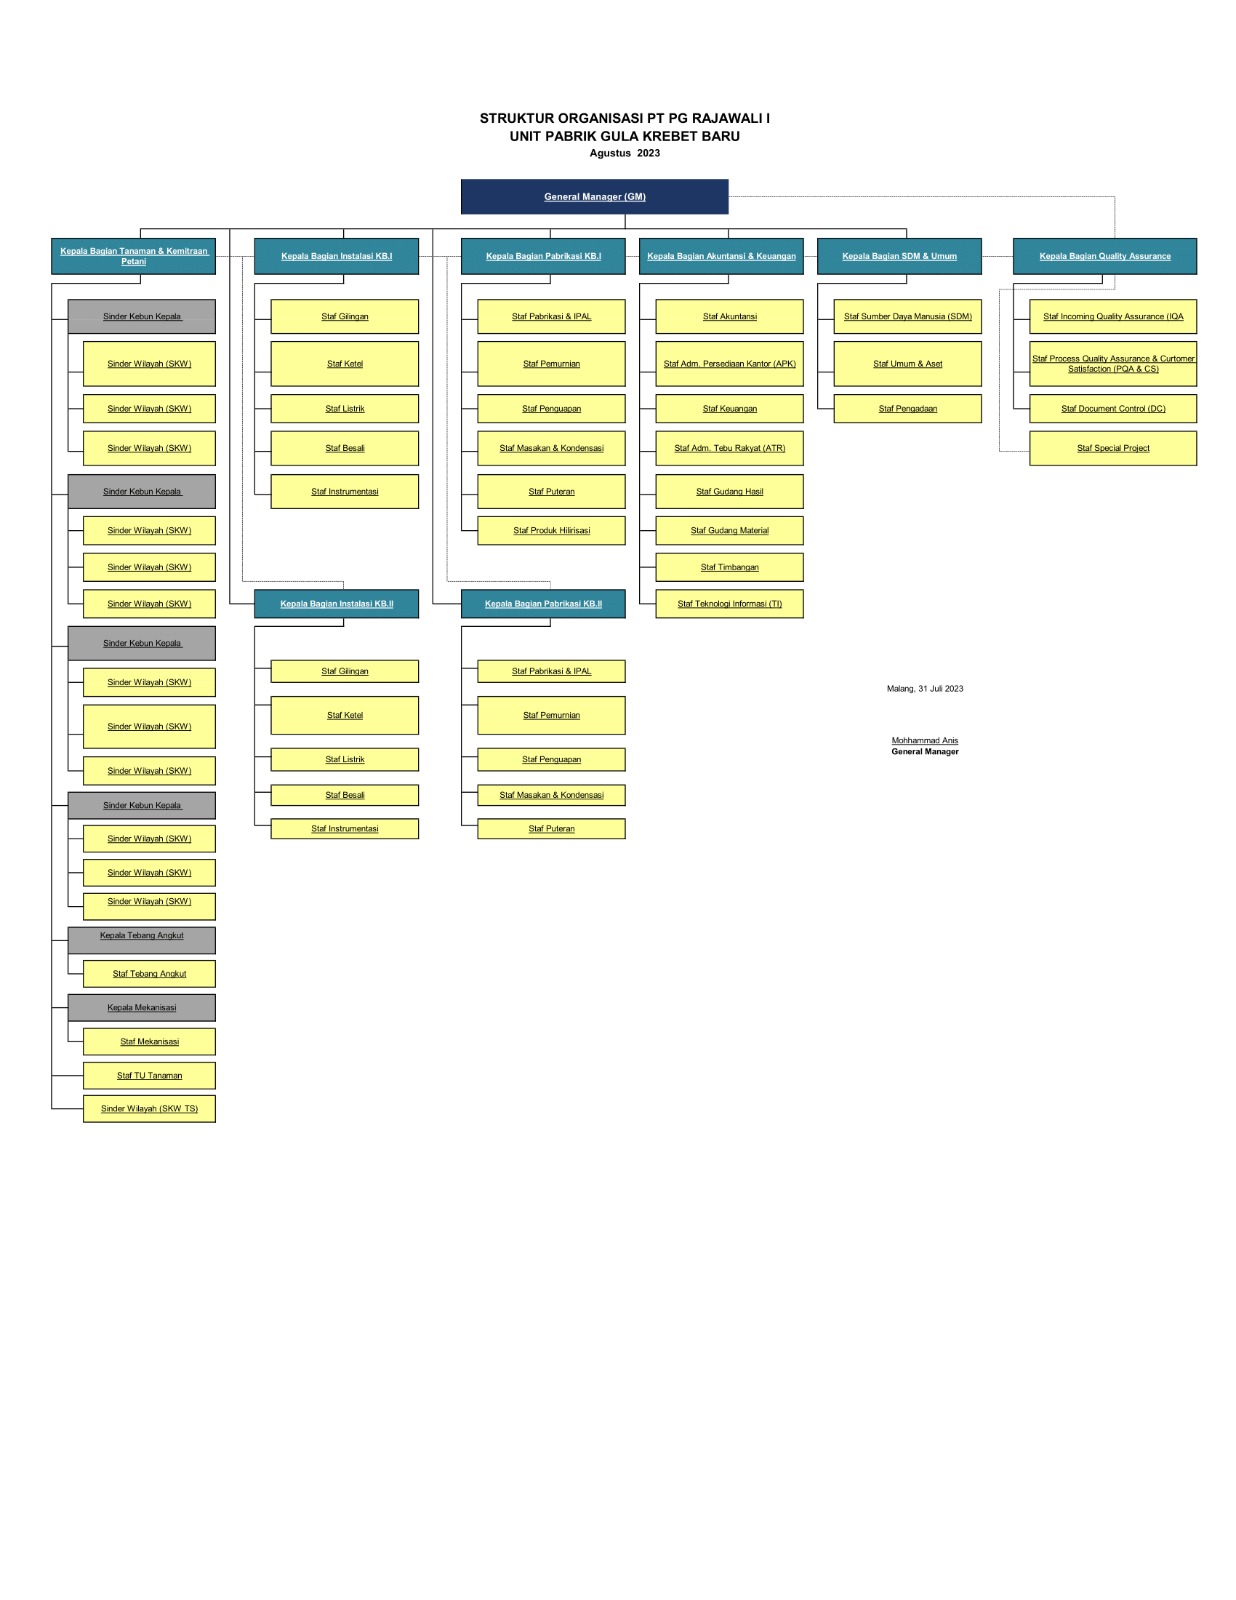 STRUKTUR ORGANISASI PT PG RAJAWALI I
UNIT PABRIK GULA KREBET BARU
Agustus 2023
General Manager (GM)
Kepala Bagian Tanaman & Kemitraan
Petani
Sinder Kebun Kepala
Sinder Wilayah (SKW)
Sinder Wilayah (SKW)
Sinder Wilayah (SKW)
Sinder Kebun Kepala
Sinder Wilayah (SKW)
Sinder Wilayah (SKW)
Sinder Wilayah (SKW)
Sinder Kebun Kepala
Sinder Wilayah (SKW)
Sinder Wilayah (SKW)
Sinder Wilayah (SKW)
Sinder Kebun Kepala
Sinder Wilayah (SKW)
Sinder Wilayah (SKW)
Sinder Wilayah (SKW)
Kepala Tebang Angkut
Staf Tebang Angkut
Kepala Mekanisasi
Staf Mekanisasi
Staf TU Tanaman
Sinder Wilayah (SKW TS)
Kepala Bagian Instalasi KB.I
Staf Gilingan
Staf Ketel
Staf Listrik
Staf Besali
Staf Instrumentasi
Kepala Bagian Instalasi KB.II
Staf Gilingan
Staf Ketel
Staf Listrik
Staf Besali
Staf Instrumentasi
Kepala Bagian Pabrikasi KB.I
Staf Pabrikasi & IPAL
Staf Pemurnian
Staf Penguapan
Staf Masakan & Kondensasi
Staf Puteran
Staf Produk Hilirisasi
Kepala Bagian Pabrikasi KB.II
Staf Pabrikasi & IPAL
Staf Pemurnian
Staf Penguapan
Staf Masakan & Kondensasi
Staf Puteran
Kepala Bagian Akuntansi & Keuangan
Staf Akuntansi
Staf Adm. Persediaan Kantor (APK)
Staf Keuangan
Staf Adm. Tebu Rakyat (ATR)
Staf Gudang Hasil
Staf Gudang Material
Staf Timbangan
Staf Teknologi Informasi (TI)
Kepala Bagian SDM & Umum
Staf Sumber Daya Manusia (SDM)
Staf Umum & Aset
Staf Pengadaan
Kepala Bagian Quality Assurance
Staf Incoming Quality Assurance (IQA
Staf Process Quality Assurance & Curtomer
Satisfaction (PQA & CS)
Staf Document Control (DC)
Staf Special Project
Malang, 31 Juli 2023
Mohhammad Anis
General Manager